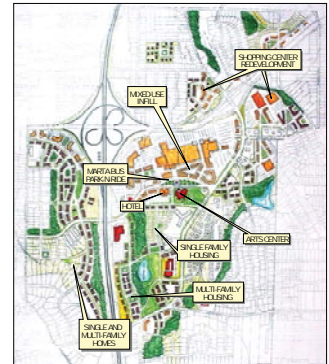 SHOPPING CENTER
REDEVELOPMENT
MIXED USE
INFILL
MARTA BUS
PARK-N-RIDE
HOTEL
ARTS CENTER
SINGLE FAMILY
HOUSING
MULTI-FAMILY
HOUSING
SINGLE AND
MULTI-FAMILY
HOMES